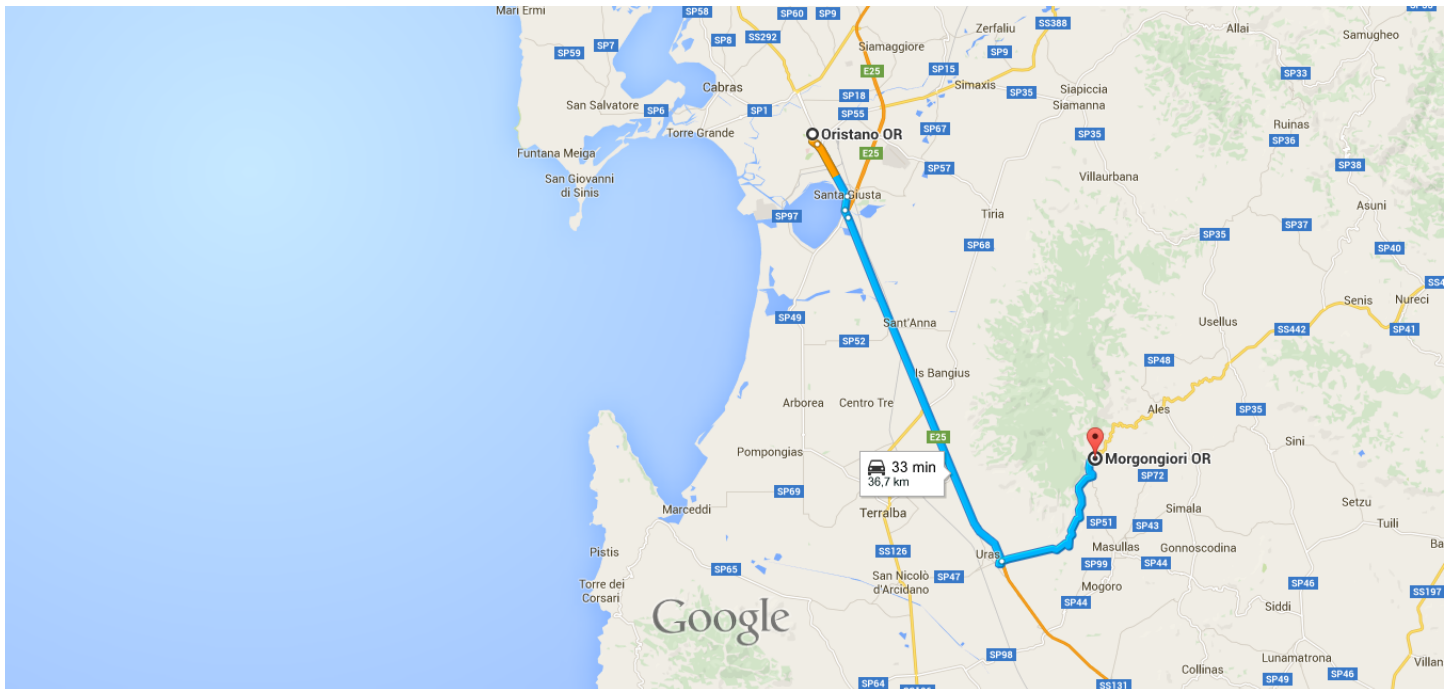 Mari Ermi
SP58
SP60
SP9
Zerfaliu
SS388
Allai
Samugheo
SP59
SP7
SP8
SS292
Siamaggiore
SP9
E25
SP15
SP33
San Salvatore
SP6
Cabras
SP1
SP18
SP55
Simaxis
SP35
Siapiccia
Siamanna
Torre Grande
Oristano OR
SP67
SP35
Ruinas
SP36
Funtana Meiga
E25
SP57
SP38
San Giovanni
di Sinis
Santa Giusta
Villaurbana
Asuni
SP97
Tiria
SP35
SP37
SP68
SP40
SP49
Sant'Anna
Senis
Nureci
Usellus
SS442
SP41
SP52
Is Bangius
SP48
Arborea
Centro Tre
Ales
SP35
E25
Sini
Pompongias
33 min
36,7 km
Morgongiori OR
SP72
SP69
Marceddi
Terralba
SP51
SP43
Simala
Setzu
Tuili
Pistis
SS126
Uras
Masullas
Gonnoscodina
SP65
SP47
SP99
SP44
Torre dei
Corsari
San Nicolò
d'Arcidano
Mogoro
SP46
SP44
Siddi
SS197
Google
SP98
Collinas
Lunamatrona
SP64
SS131
SP49
SP46